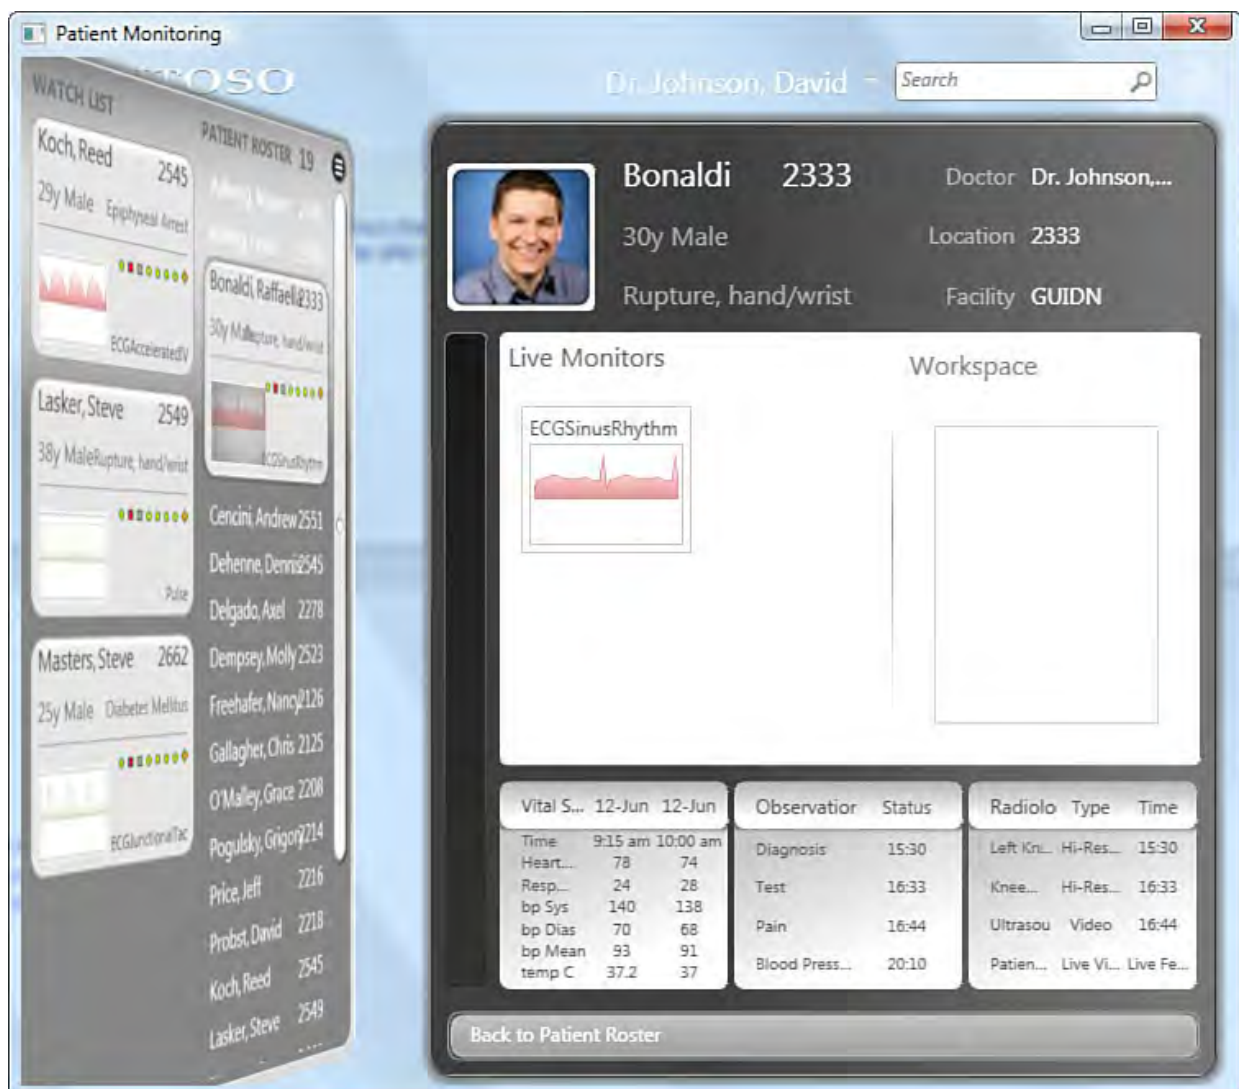 Patient Monitoring
OSO
Dr. Johnson, David
Search
WATCH LIST
Koch, Reed 2545
29y Male Epiphyseal Arrest
ECGAcceleratedIV
Lasker, Steve 2549
38y Male Rupture, hand/wrist
Pulse
Masters, Steve 2662
25y Male Diabetes Mellitus
ECGJunctionalTac
PATIENT ROSTER 19
Bonaldi, Raffaella 2333
30y Male Rupture, hand/wrist
ECGSinusRhythm
Cencini, Andrew 2551
Dehenne, Dennis 2545
Delgado, Axel 2278
Dempsey, Molly 2523
Freehafer, Nancy 2126
Gallagher, Chris 2125
O'Malley, Grace 2208
Pogulsky, Grigory 2214
Price, Jeff 2216
Probst, David 2218
Koch, Reed 2545
Lasker, Steve 2549
Bonaldi 2333 Doctor Dr. Johnson,...
30y Male Location 2333
Rupture, hand/wrist Facility GUIDN
Live Monitors
Workspace
ECGSinusRhythm
Vital S... 12-Jun 12-Jun
Time 9:15 am 10:00 am
Heart... 78 74
Resp... 24 28
bp Sys 140 138
bp Dias 70 68
bp Mean 93 91
temp C 37.2 37
Observatior Status
Diagnosis 15:30
Test 16:33
Pain 16:44
Blood Press... 20:10
Radiolo Type Time
Left Kn... Hi-Res... 15:30
Knee... Hi-Res... 16:33
Ultrasou Video 16:44
Patien... Live Vi... Live Fe...
Back to Patient Roster